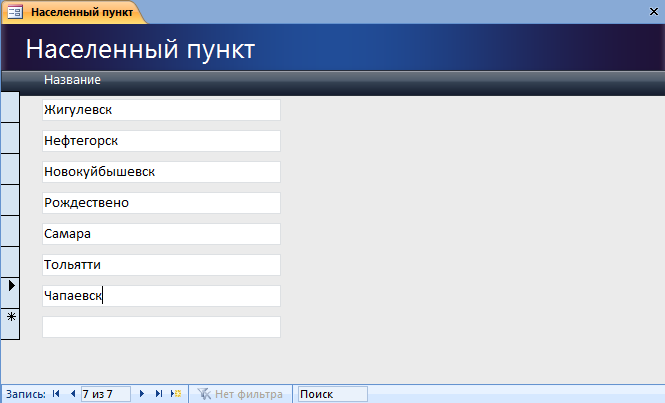 Населенный пункт
Населенный пункт
Название
Жигулевск
Нефтегорск
Новокуйбышевск
Рождествено
Самара
Тольятти
Чапаевск
Запись: 7 из 7 Нет фильтра Поиск